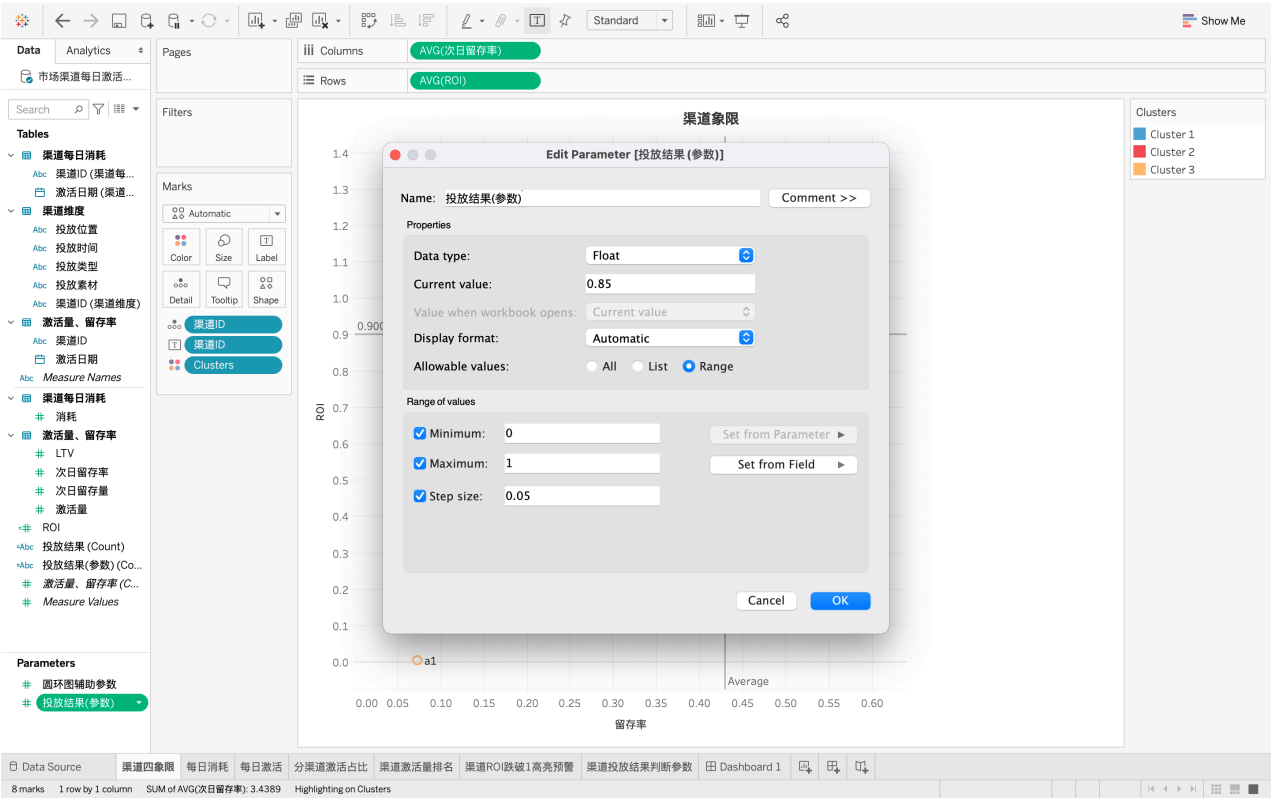 Standard
Show Me
Data
Analytics
市场渠道每日激活...
Search
Tables
渠道每日消耗
Abc 渠道ID (渠道每...
激活日期 (渠道...
渠道维度
Abc 投放位置
Abc 投放时间
Abc 投放类型
Abc 投放素材
Abc 渠道ID (渠道维度)
激活量、留存率
Abc 渠道ID
激活日期
Abc Measure Names
渠道每日消耗
消耗
激活量、留存率
LTV
次日留存率
次日留存量
激活量
ROI
=Abc 投放结果 (Count)
=Abc 投放结果(参数) (Co...
激活量、留存率 (C...
Measure Values
Parameters
圆环图辅助参数
投放结果(参数)
Pages
Filters
Marks
Automatic
Color
Size
Label
Detail
Tooltip
Shape
渠道ID
渠道ID
Clusters
Columns
AVG(次日留存率)
Rows
AVG(ROI)
渠道象限
1.4
1.3
1.2
1.1
1.0
0.9
0.8
0.7
0.6
0.5
0.4
0.3
0.2
0.1
0.0
ROI
0.900
a1
Average
0.00 0.05 0.10 0.15 0.20 0.25 0.30 0.35 0.40 0.45 0.50 0.55 0.60
留存率
Edit Parameter [投放结果 (参数)]
Name: 投放结果(参数)
Comment >>
Properties
Data type: Float
Current value: 0.85
Value when workbook opens: Current value
Display format: Automatic
Allowable values: All List Range
Range of values
Minimum: 0
Set from Parameter
Maximum: 1
Set from Field
Step size: 0.05
Cancel
OK
Clusters
Cluster 1
Cluster 2
Cluster 3
Data Source
渠道四象限
每日消耗
每日激活
分渠道激活占比
渠道激活量排名
渠道ROI跌破1高亮预警
渠道投放结果判断参数
Dashboard 1
8 marks
1 row by 1 column
SUM of AVG(次日留存率): 3.4389
Highlighting on Clusters